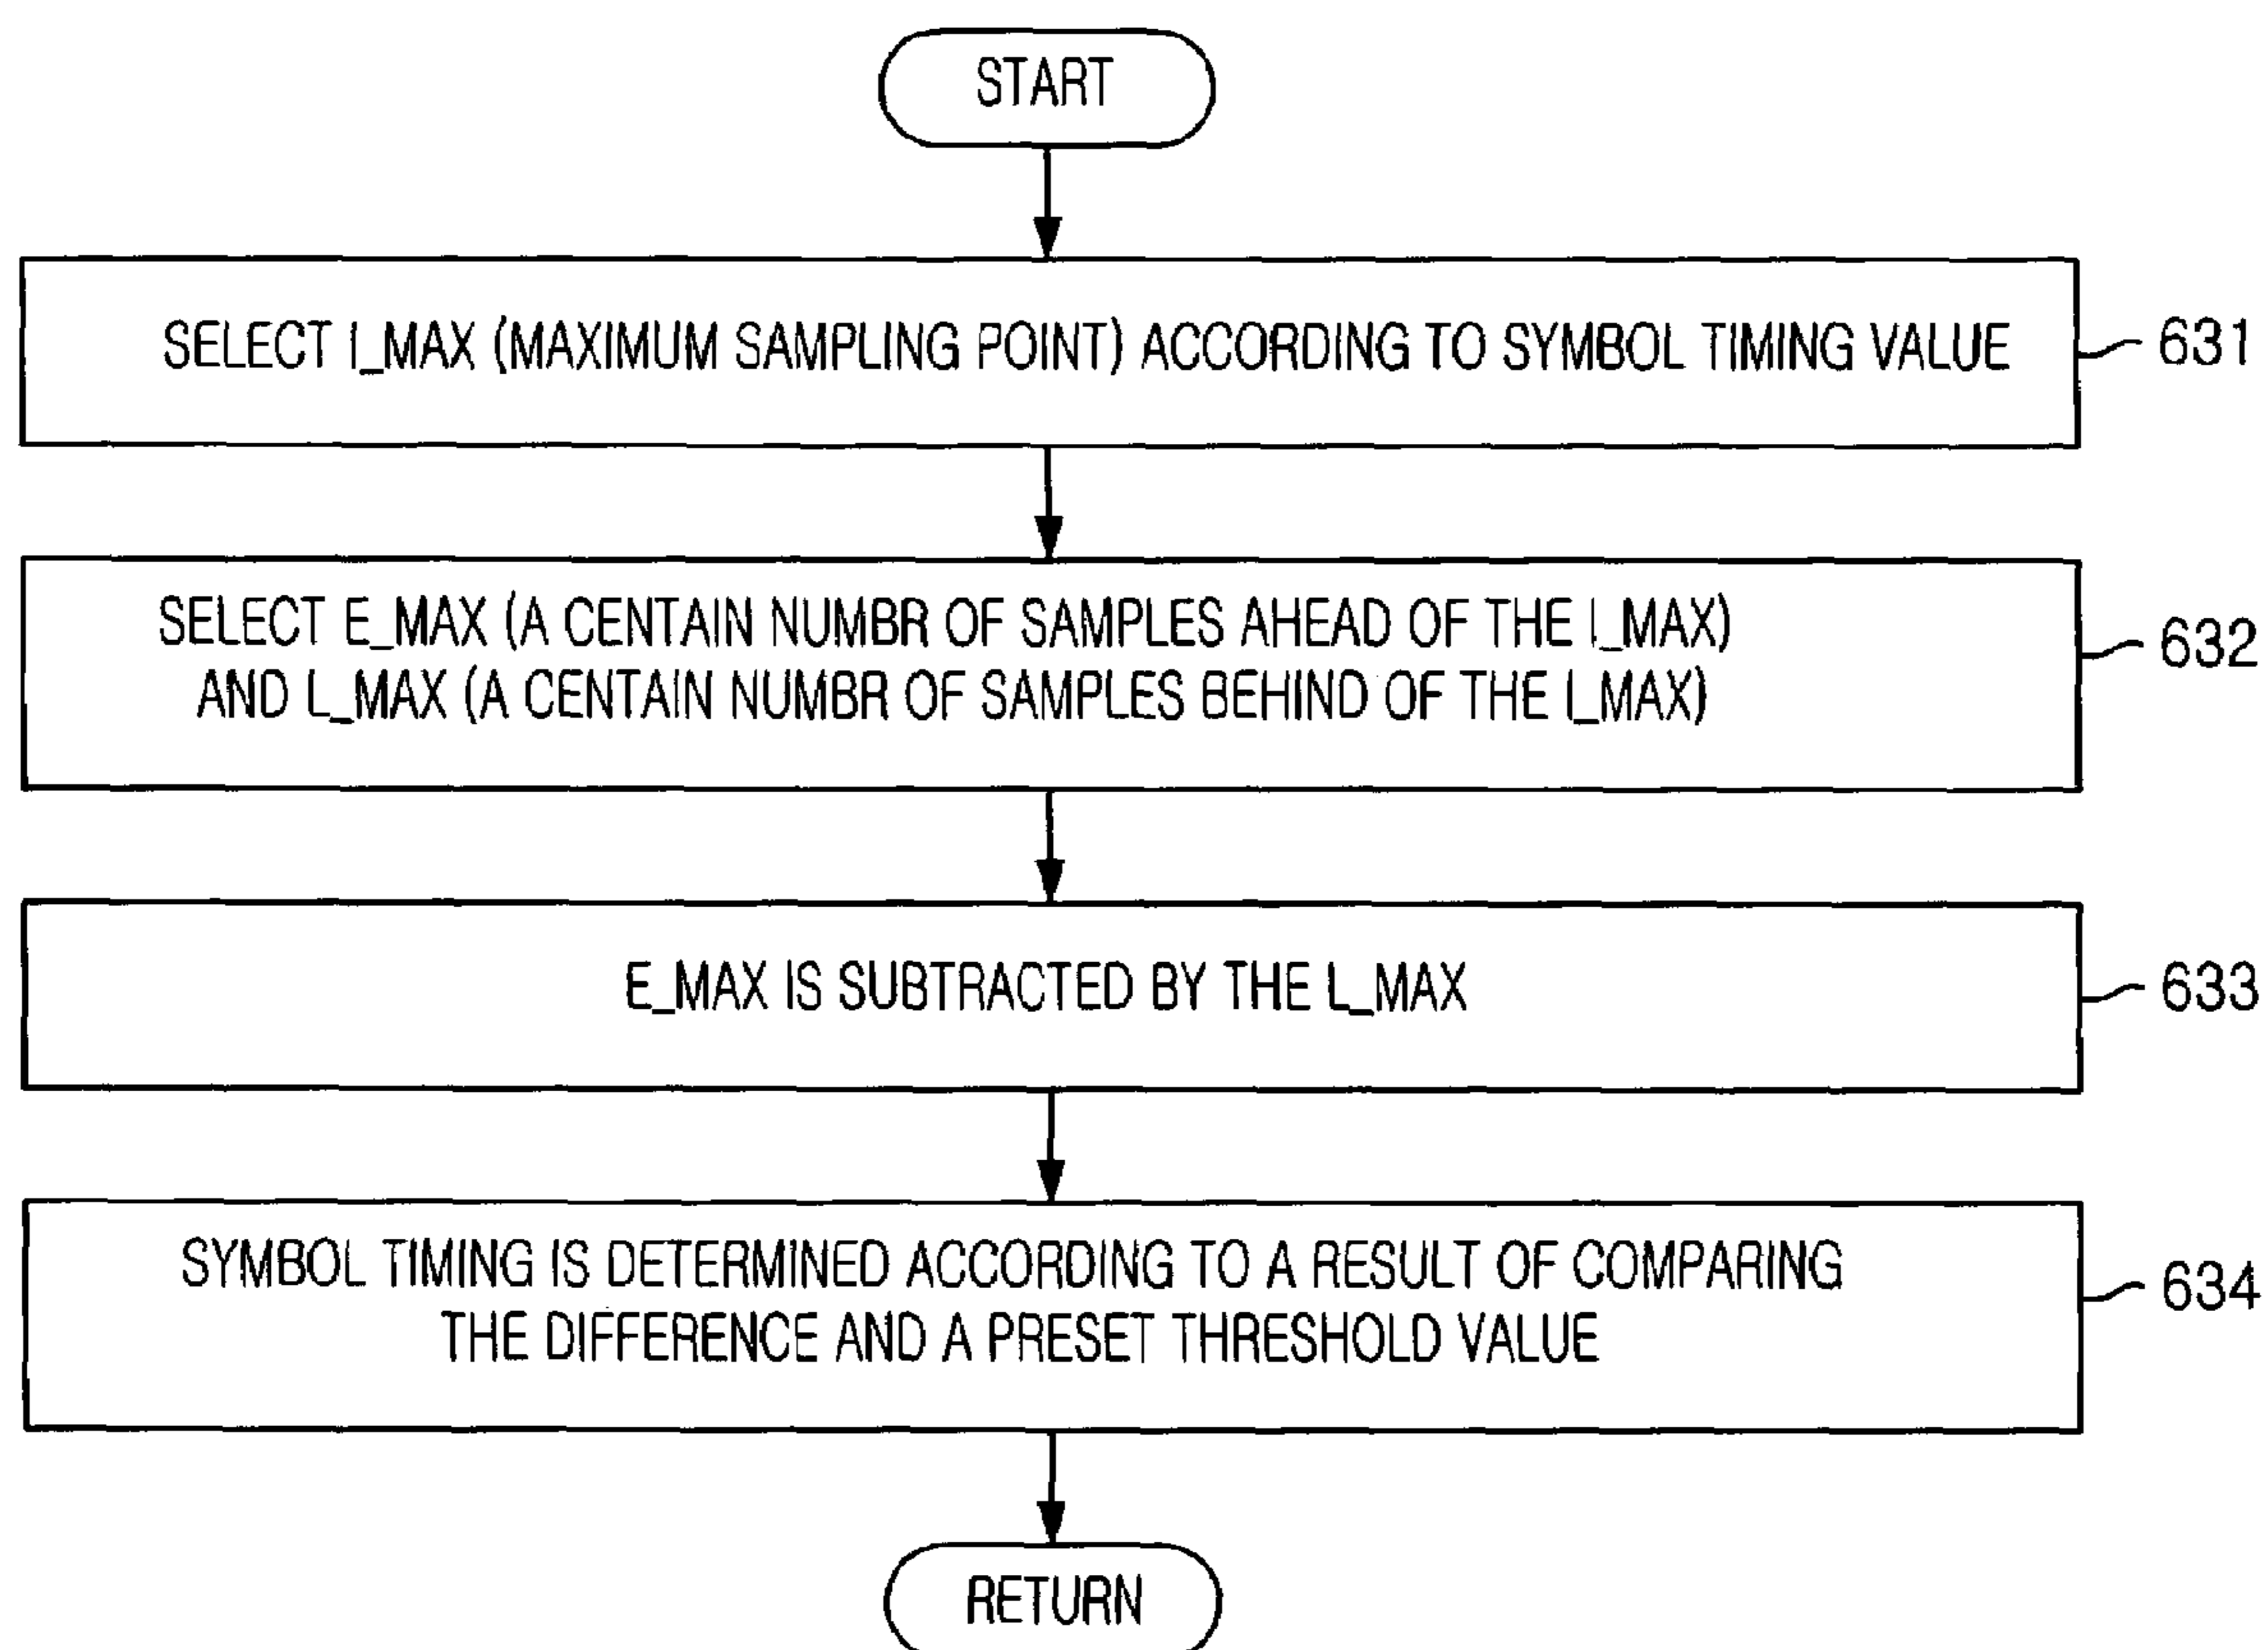 START
SELECT I_MAX (MAXIMUM SAMPLING POINT) ACCORDING TO SYMBOL TIMING VALUE
631
SELECT E_MAX (A CENTAIN NUMBR OF SAMPLES AHEAD OF THE I_MAX)
AND L_MAX (A CENTAIN NUMBR OF SAMPLES BEHIND OF THE I_MAX)
632
E_MAX IS SUBTRACTED BY THE L_MAX
633
SYMBOL TIMING IS DETERMINED ACCORDING TO A RESULT OF COMPARING
THE DIFFERENCE AND A PRESET THRESHOLD VALUE
634
RETURN